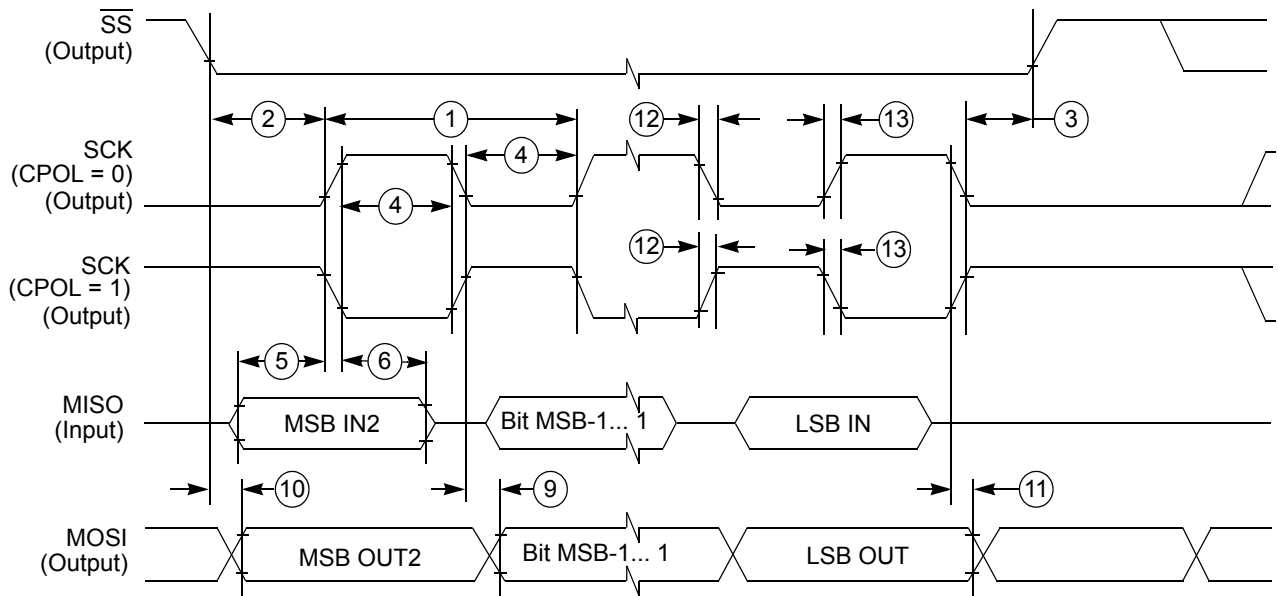 SS
(Output)
2
1
12
13
3
SCK
(CPOL = 0)
(Output)
4
4
SCK
(CPOL = 1)
(Output)
12
13
5
6
MISO
(Input)
MSB IN2
Bit MSB-1... 1
LSB IN
10
9
11
MOSI
(Output)
MSB OUT2
Bit MSB-1... 1
LSB OUT